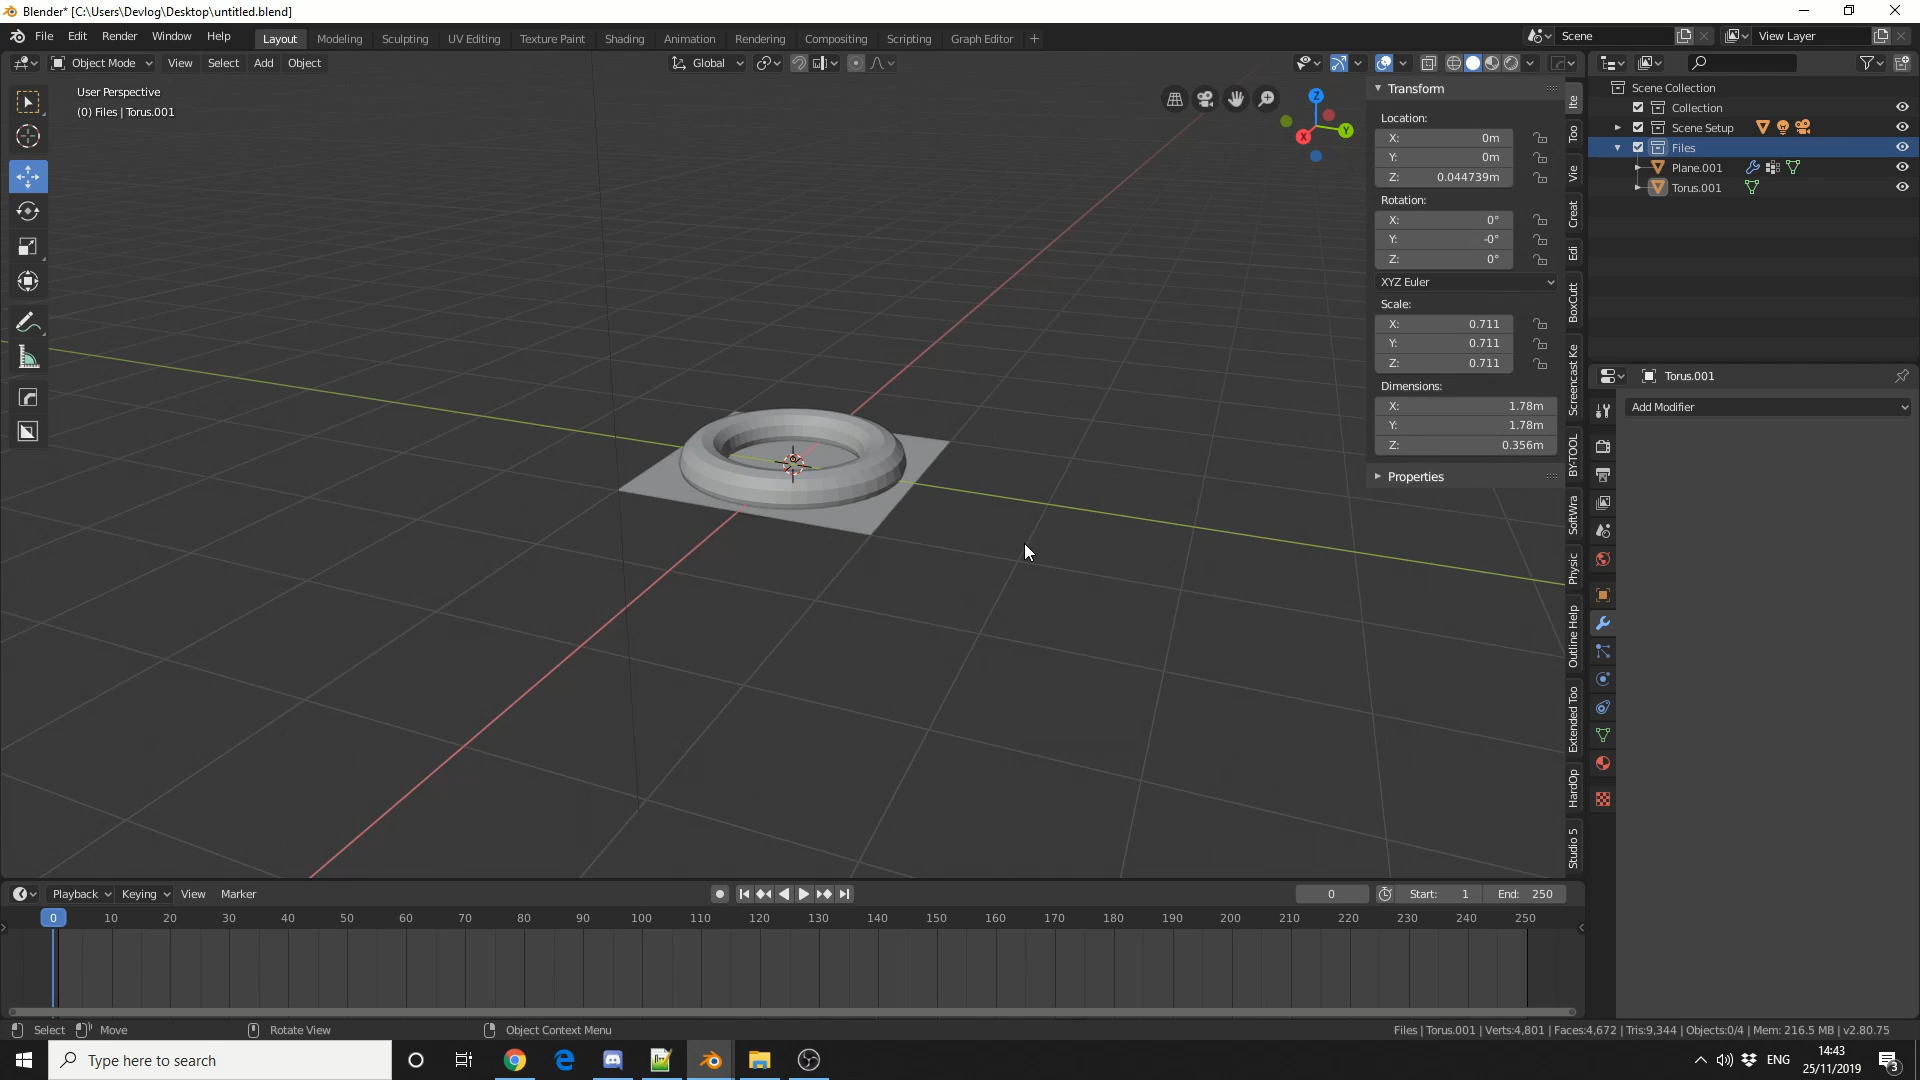 Blender* [C:\Users\Devlog\Desktop\untitled.blend]
File Edit Render Window Help Layout Modeling Sculpting UV Editing Texture Paint Shading Animation Rendering Compositing Scripting Graph Editor + Scene View Layer
Object Mode View Select Add Object Global
User Perspective
(0) Files | Torus.001
Z
Y
X
Transform
Location:
X: 0m
Y: 0m
Z: 0.044739m
Rotation:
X: 0°
Y: -0°
Z: 0°
XYZ Euler
Scale:
X: 0.711
Y: 0.711
Z: 0.711
Dimensions:
X: 1.78m
Y: 1.78m
Z: 0.356m
Properties
Ite
Too
Vie
Creat
Edi
BoxCutt
Screencast Ke
BY-TOOL
SoftWra
Physic
Outline Help
Extended Too
HardOp
Studio 5
Scene Collection
Collection
Scene Setup
Files
Plane.001
Torus.001
Torus.001
Add Modifier
Playback Keying View Marker 0 Start: 1 End: 250
0 10 20 30 40 50 60 70 80 90 100 110 120 130 140 150 160 170 180 190 200 210 220 230 240 250
Select Move Rotate View Object Context Menu Files | Torus.001 | Verts:4,801 | Faces:4,672 | Tris:9,344 | Objects:0/4 | Mem: 216.5 MB | v2.80.75
Type here to search ENG
14:43
25/11/2019
3